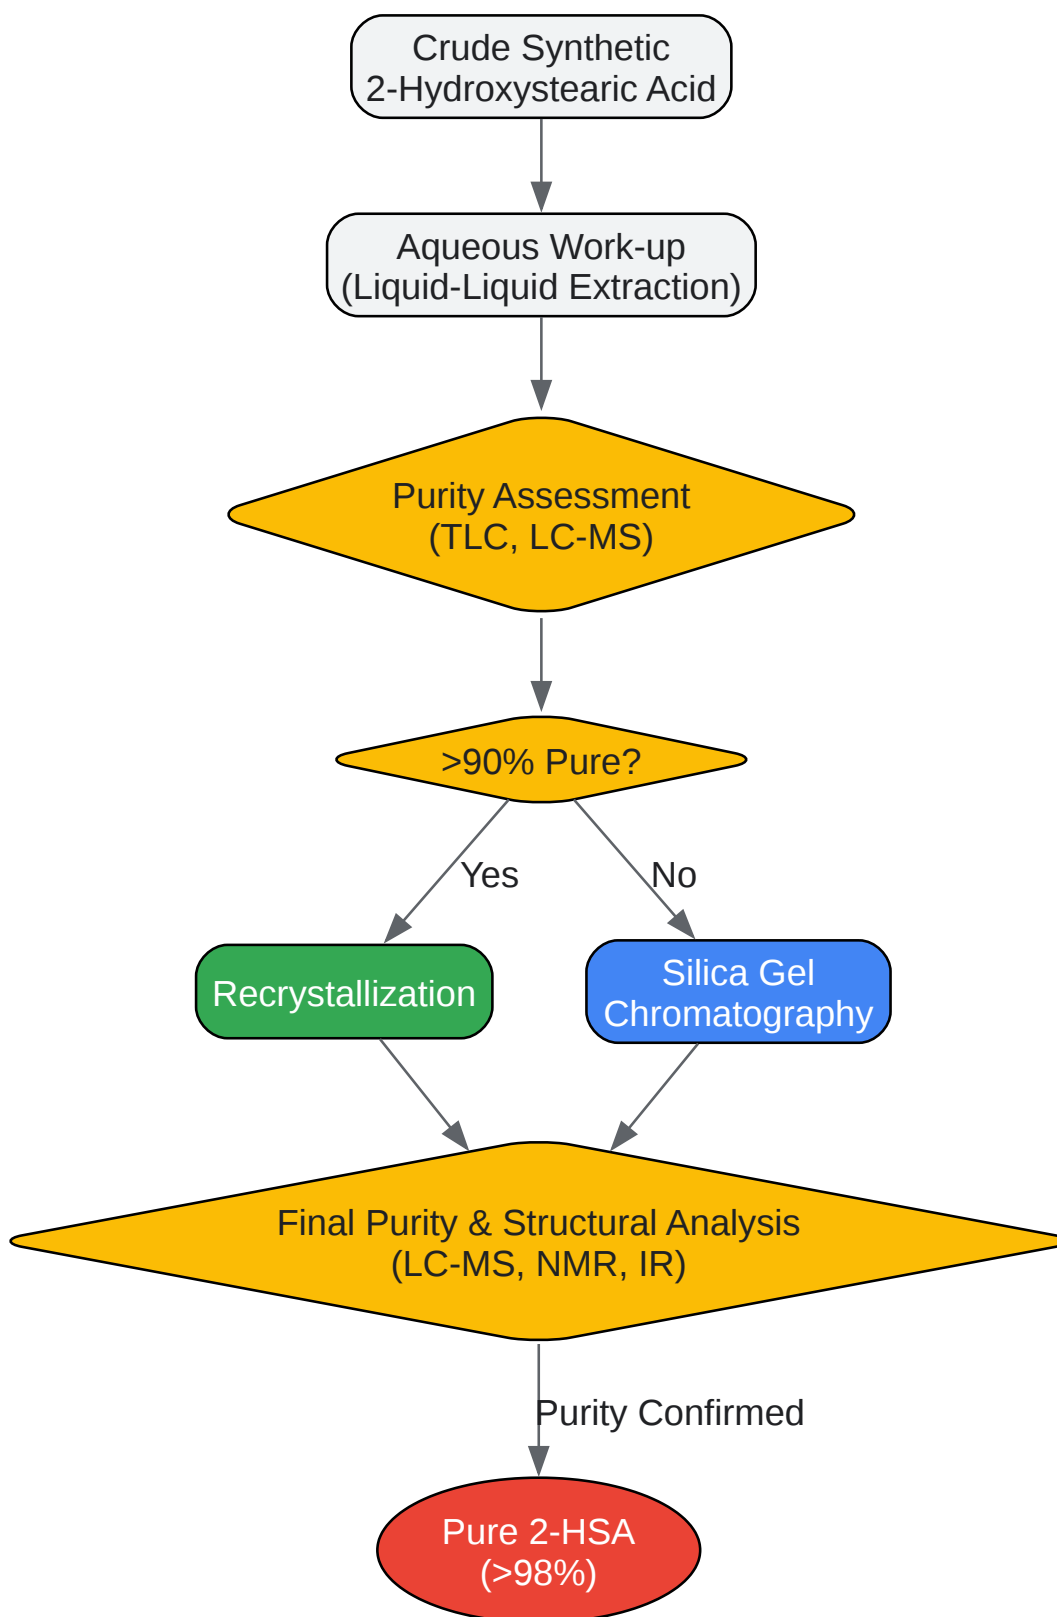 Crude Synthetic
2-Hydroxystearic Acid
Aqueous Work-up
(Liquid-Liquid Extraction)
Purity Assessment
(TLC, LC-MS)
>90% Pure?
Yes
No
Recrystallization
Silica Gel
Chromatography
Final Purity & Structural Analysis
(LC-MS, NMR, IR)
Purity Confirmed
Pure 2-HSA
(>98%)